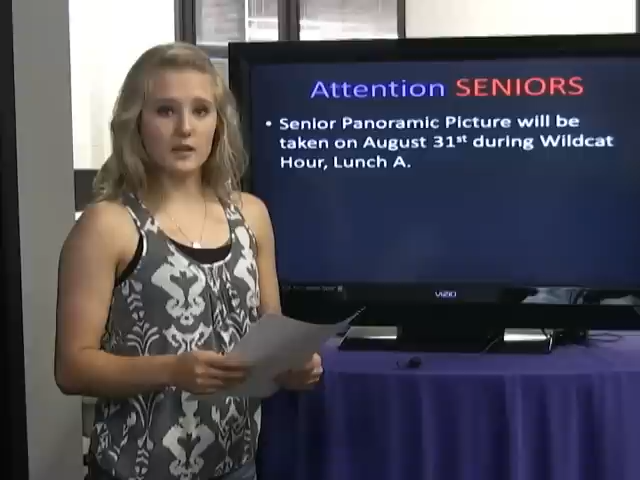 Attention SENIORS
• Senior Panoramic Picture will be
taken on August 31st during Wildcat
Hour, Lunch A.
VIZIO